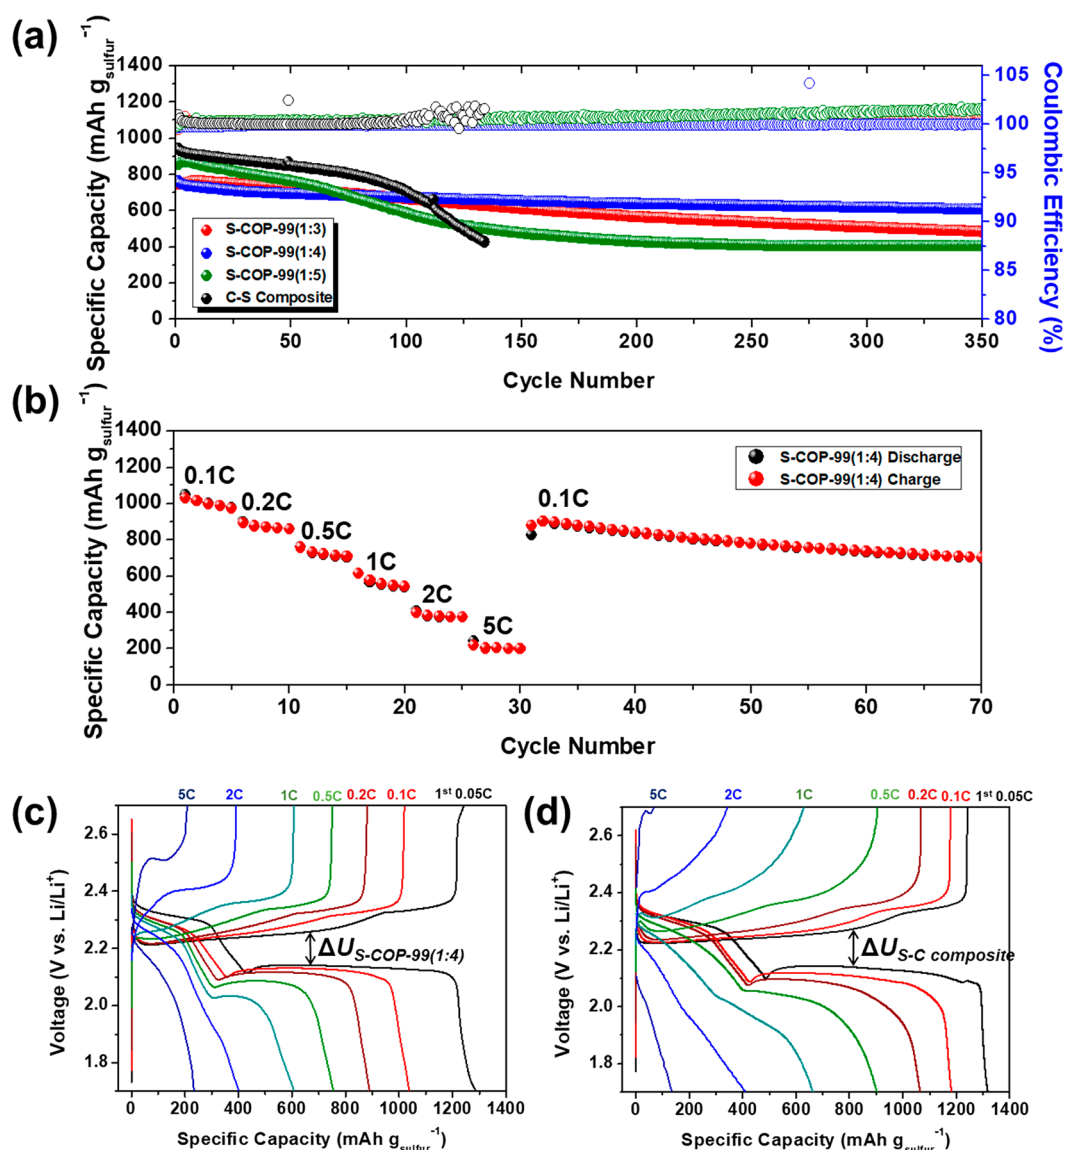 (a)
Specific Capacity (mAh g_sulfur^-1)
1400
1200
1000
800
600
400
200
0
S-COP-99(1:3)
S-COP-99(1:4)
S-COP-99(1:5)
C-S Composite
105
100
95
90
85
80
Coulombic Efficiency (%)
0 50 100 150 200 250 300 350
Cycle Number
(b)
Specific Capacity (mAh g_sulfur^-1)
1400
1200
1000
800
600
400
200
0
0.1C
0.2C
0.5C
1C
2C
5C
0.1C
S-COP-99(1:4) Discharge
S-COP-99(1:4) Charge
0 10 20 30 40 50 60 70
Cycle Number
(c)
5C 2C 1C 0.5C 0.2C 0.1C 1st 0.05C
Voltage (V vs. Li/Li+)
2.6
2.4
2.2
2.0
1.8
ΔU S-COP-99(1:4)
0 200 400 600 800 1000 1200 1400
Specific Capacity (mAh g_sulfur^-1)
(d)
5C 2C 1C 0.5C 0.2C 0.1C 1st 0.05C
Voltage (V vs. Li/Li+)
2.6
2.4
2.2
2.0
1.8
ΔU S-C composite
0 200 400 600 800 1000 1200 1400
Specific Capacity (mAh g_sulfur^-1)